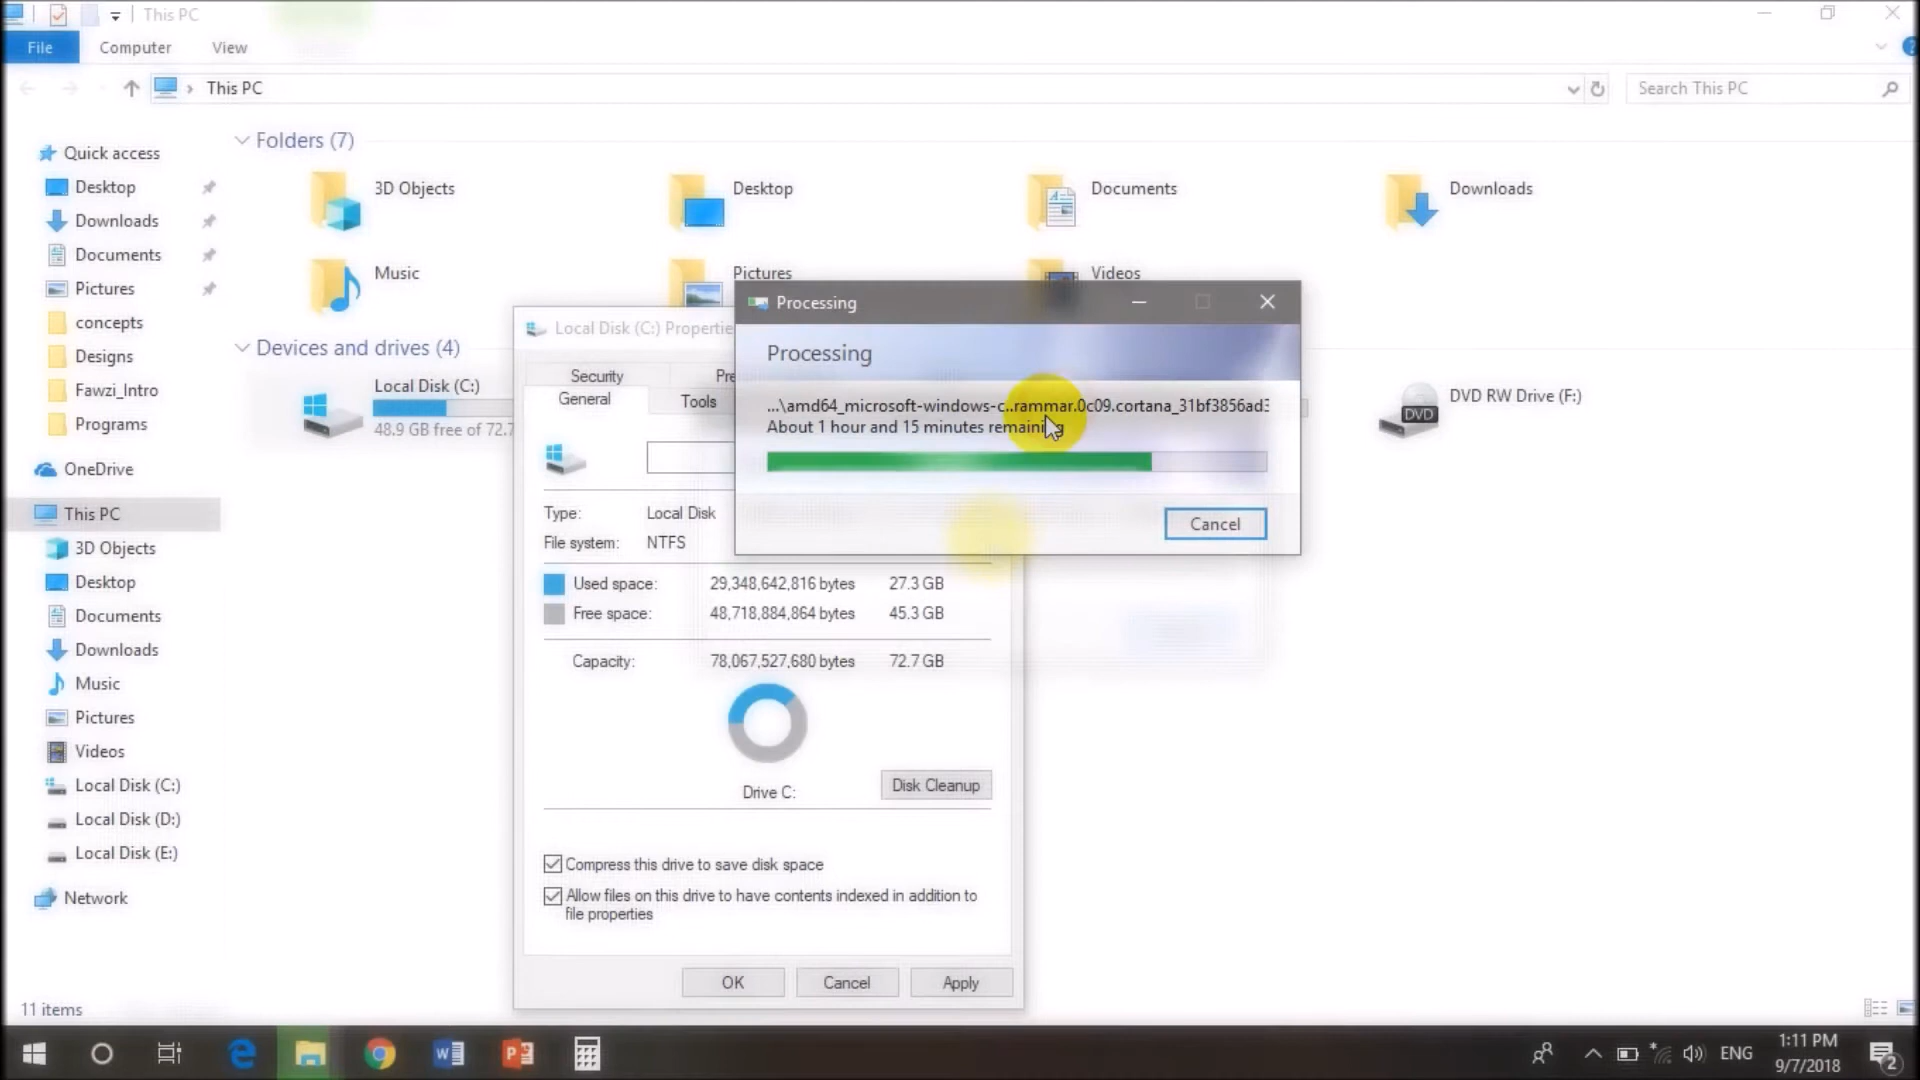 This PC
File
Computer
View
This PC
Search This PC
Quick access
Desktop
Downloads
Documents
Pictures
concepts
Designs
Fawzi_Intro
Programs
OneDrive
This PC
3D Objects
Desktop
Documents
Downloads
Music
Pictures
Videos
Local Disk (C:)
Local Disk (D:)
Local Disk (E:)
Network
Folders (7)
3D Objects
Desktop
Documents
Downloads
Music
Pictures
Videos
Devices and drives (4)
Local Disk (C:)
48.9 GB free of 72.7
DVD RW Drive (F:)
DVD
Local Disk (C:) Propertie
Security
Pre
General
Tools
Type: Local Disk
File system: NTFS
Used space: 29,348,642,816 bytes 27.3 GB
Free space: 48,718,884,864 bytes 45.3 GB
Capacity: 78,067,527,680 bytes 72.7 GB
Drive C:
Disk Cleanup
Compress this drive to save disk space
Allow files on this drive to have contents indexed in addition to
file properties
OK
Cancel
Apply
Processing
Processing
...\amd64_microsoft-windows-c..rammar.0c09.cortana_31bf3856ad3
About 1 hour and 15 minutes remaining
Cancel
11 items
ENG
1:11 PM
9/7/2018
2